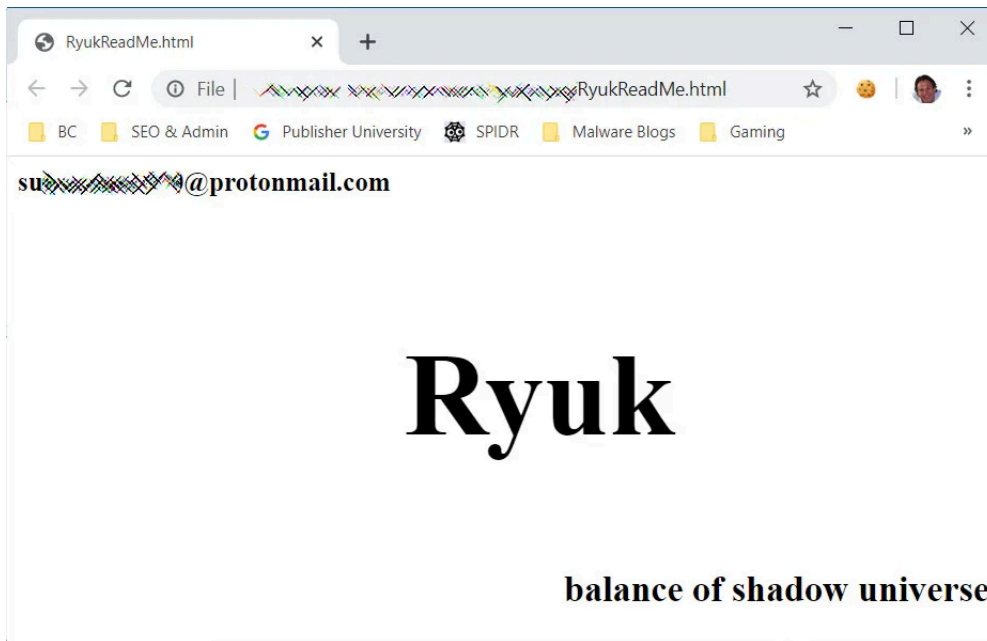 RyukReadMe.html
File | RyukReadMe.html
BC SEO & Admin Publisher University SPIDR Malware Blogs Gaming »
su @protonmail.com
Ryuk
balance of shadow universe